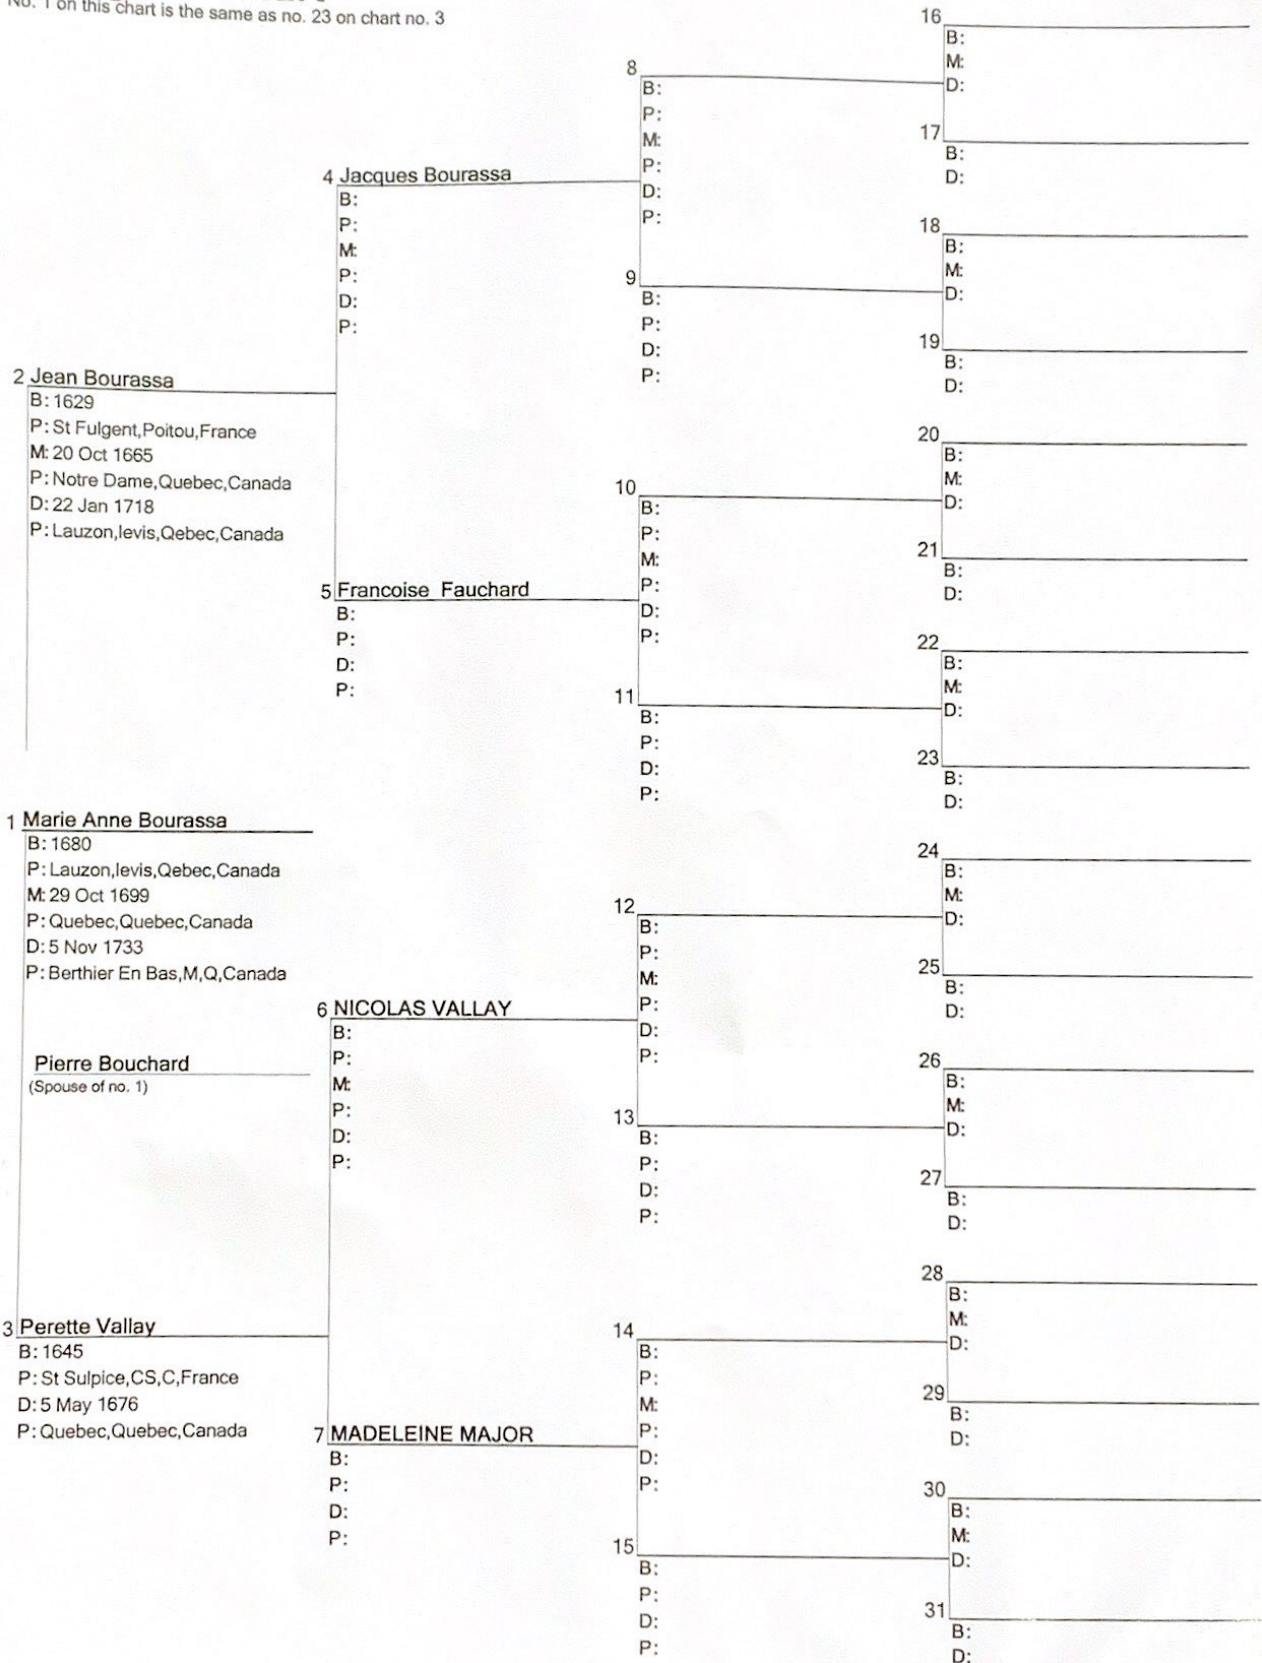 No. 1 on this chart is the same as no. 23 on chart no. 3
2 Jean Bourassa
B: 1629
P: St Fulgent,Poitou,France
M: 20 Oct 1665
P: Notre Dame,Quebec,Canada
D: 22 Jan 1718
P: Lauzon,levis,Qebec,Canada
1 Marie Anne Bourassa
B: 1680
P: Lauzon,levis,Qebec,Canada
M: 29 Oct 1699
P: Quebec,Quebec,Canada
D: 5 Nov 1733
P: Berthier En Bas,M,Q,Canada
Pierre Bouchard
(Spouse of no. 1)
3 Perette Vallay
B: 1645
P: St Sulpice,CS,C,France
D: 5 May 1676
P: Quebec,Quebec,Canada
4 Jacques Bourassa
B:
P:
M:
P:
D:
P:
5 Francoise Fauchard
B:
P:
D:
P:
6 NICOLAS VALLAY
B:
P:
M:
P:
D:
P:
7 MADELEINE MAJOR
B:
P:
D:
P:
8
B:
P:
M:
P:
D:
P:
9
B:
P:
D:
P:
10
B:
P:
M:
P:
D:
P:
11
B:
P:
D:
P:
12
B:
P:
M:
P:
D:
P:
13
B:
P:
D:
P:
14
B:
P:
M:
P:
D:
P:
15
B:
P:
D:
P:
16
B:
M:
D:
17
B:
D:
18
B:
M:
D:
19
B:
D:
20
B:
M:
D:
21
B:
D:
22
B:
M:
D:
23
B:
D:
24
B:
M:
D:
25
B:
D:
26
B:
M:
D:
27
B:
D:
28
B:
M:
D:
29
B:
D:
30
B:
M:
D:
31
B:
D: